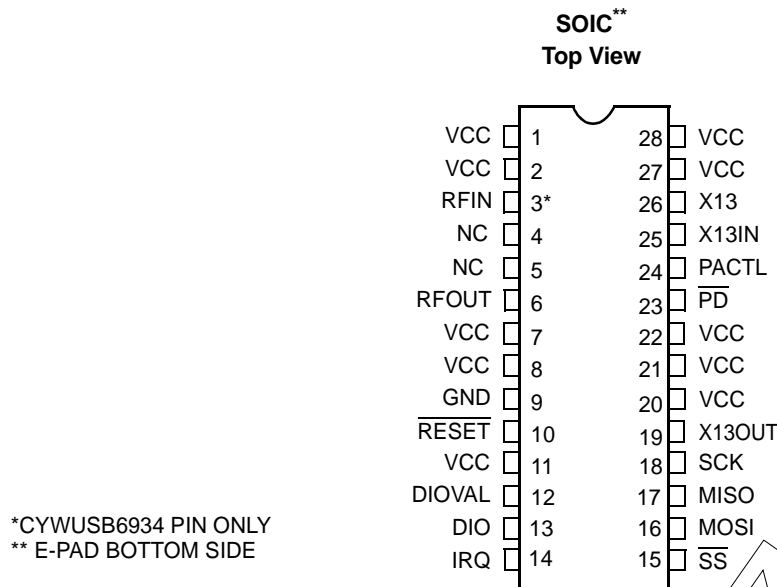 SOIC**
Top View
VCC 1 28 VCC
VCC 2 27 VCC
RFIN 3* 26 X13
NC 4 25 X13IN
NC 5 24 PACTL
RFOUT 6 23 PD
VCC 7 22 VCC
VCC 8 21 VCC
GND 9 20 VCC
RESET 10 19 X13OUT
VCC 11 18 SCK
DIOVAL 12 17 MISO
DIO 13 16 MOSI
IRQ 14 15 SS
*CYWUSB6934 PIN ONLY
** E-PAD BOTTOM SIDE